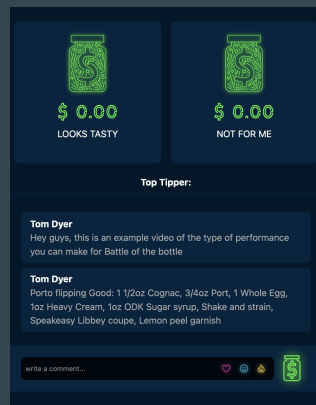 $ 0.00
$ 0.00
LOOKS TASTY
NOT FOR ME
Top Tipper:
Tom Dyer
Hey guys, this is an example video of the type of performance
you can make for Battle of the bottle
Tom Dyer
Porto flipping Good: 1 1/2oz Cognac, 3/4oz Port, 1 Whole Egg,
1oz Heavy Cream, 1oz ODK Sugar syrup, Shake and strain,
Speakeasy Libbey coupe, Lemon peel garnish
write a comment...